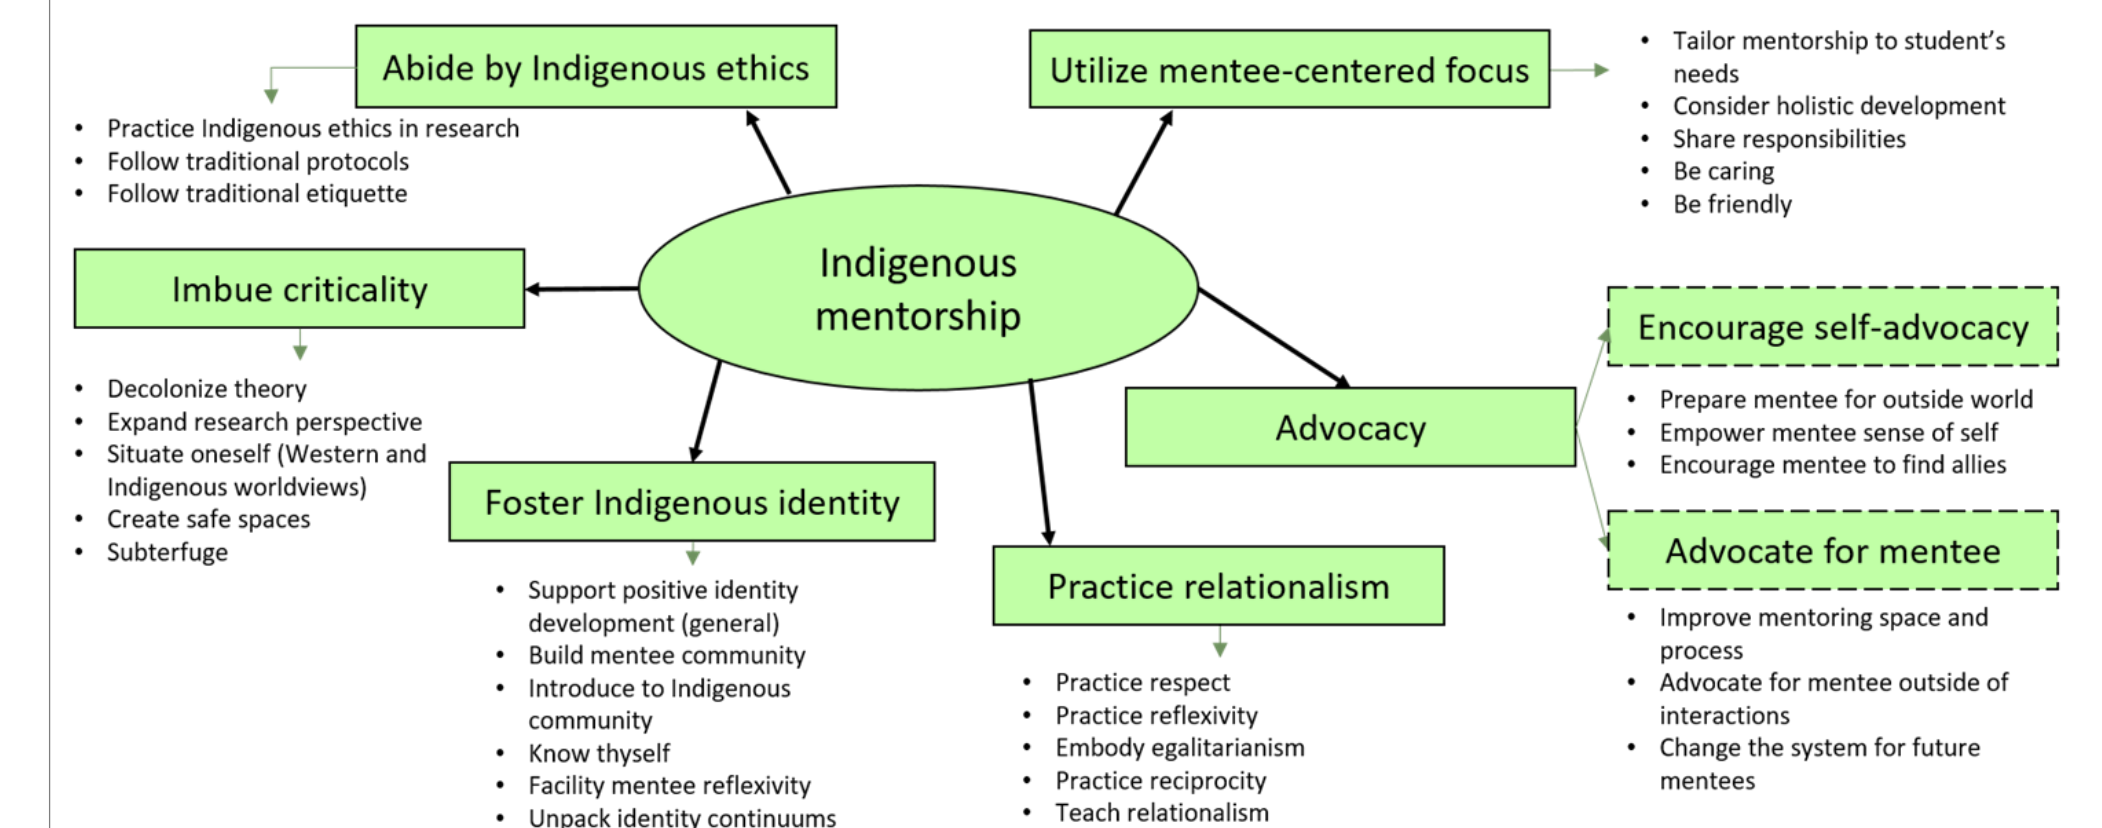 Abide by Indigenous ethics
• Practice Indigenous ethics in research
• Follow traditional protocols
• Follow traditional etiquette
Utilize mentee-centered focus
• Tailor mentorship to student’s
needs
• Consider holistic development
• Share responsibilities
• Be caring
• Be friendly
Indigenous
mentorship
Imbue criticality
• Decolonize theory
• Expand research perspective
• Situate oneself (Western and
Indigenous worldviews)
• Create safe spaces
• Subterfuge
Foster Indigenous identity
• Support positive identity
development (general)
• Build mentee community
• Introduce to Indigenous
community
• Know thyself
• Facility mentee reflexivity
• Unpack identity continuums
Practice relationalism
• Practice respect
• Practice reflexivity
• Embody egalitarianism
• Practice reciprocity
• Teach relationalism
Advocacy
Encourage self-advocacy
• Prepare mentee for outside world
• Empower mentee sense of self
• Encourage mentee to find allies
Advocate for mentee
• Improve mentoring space and
process
• Advocate for mentee outside of
interactions
• Change the system for future
mentees